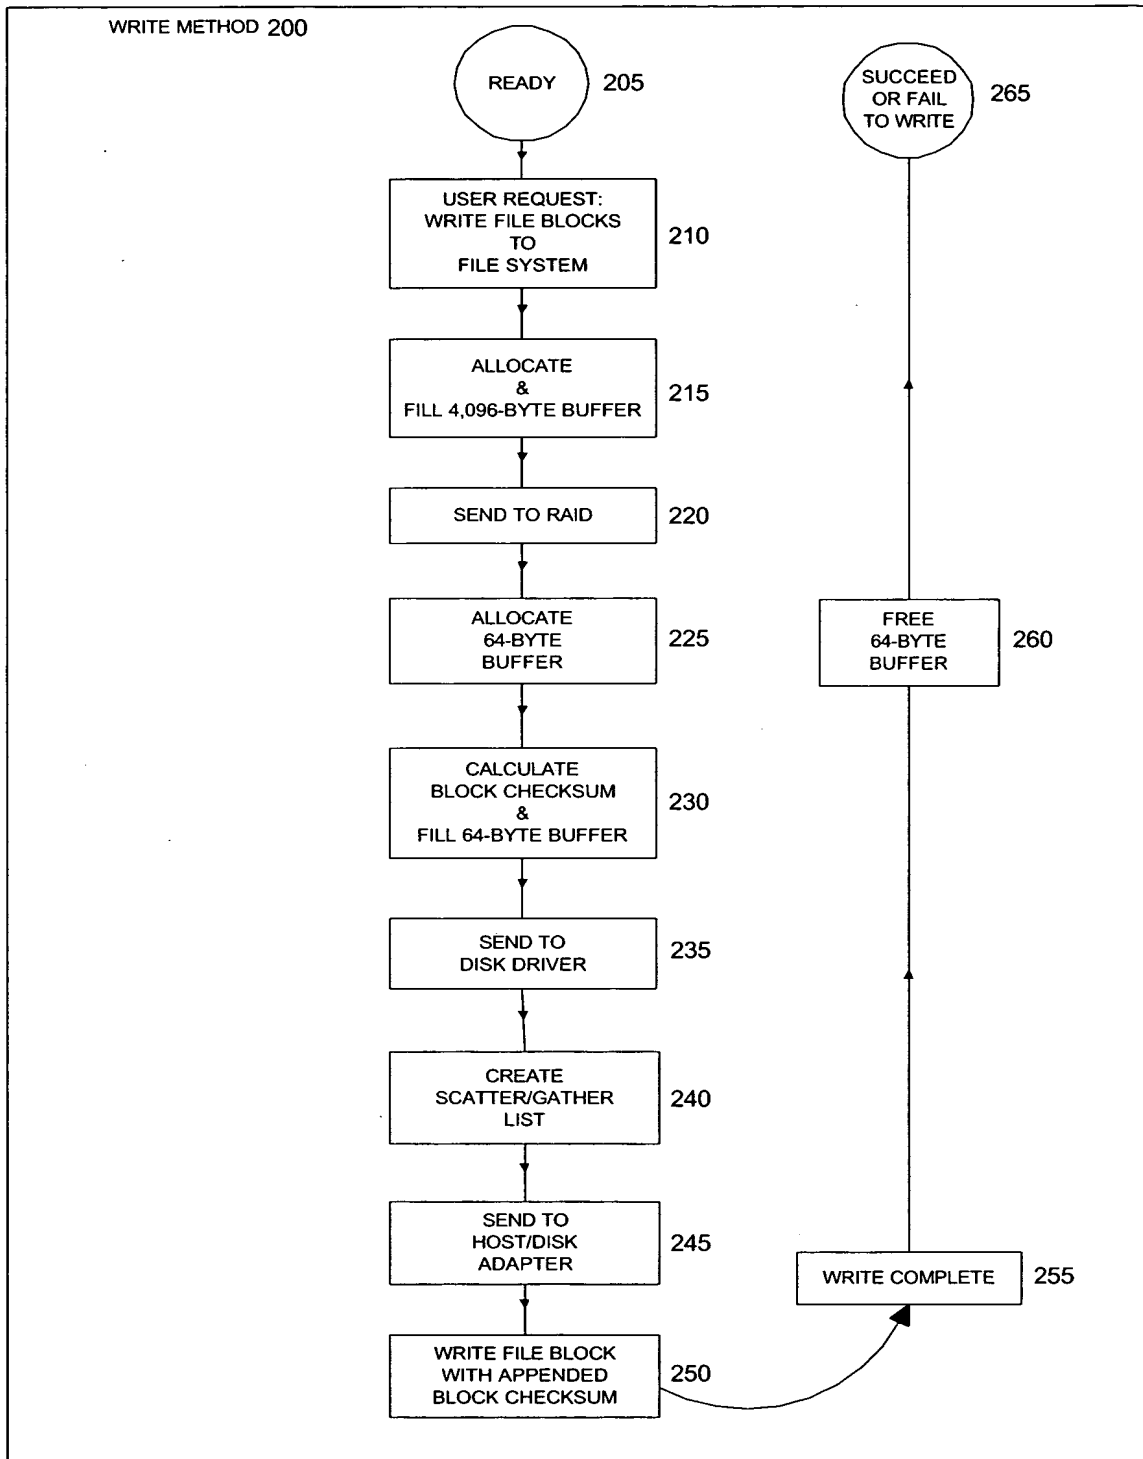 WRITE METHOD 200
READY
205
USER REQUEST:
WRITE FILE BLOCKS
TO
FILE SYSTEM
210
ALLOCATE
&
FILL 4,096-BYTE BUFFER
215
SEND TO RAID
220
ALLOCATE
64-BYTE
BUFFER
225
CALCULATE
BLOCK CHECKSUM
&
FILL 64-BYTE BUFFER
230
SEND TO
DISK DRIVER
235
CREATE
SCATTER/GATHER
LIST
240
SEND TO
HOST/DISK
ADAPTER
245
WRITE FILE BLOCK
WITH APPENDED
BLOCK CHECKSUM
250
WRITE COMPLETE
255
FREE
64-BYTE
BUFFER
260
SUCCEED
OR FAIL
TO WRITE
265